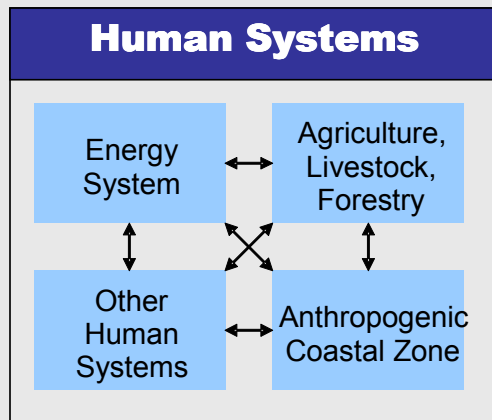 Human Systems
Energy
System
Agriculture,
Livestock,
Forestry
Other
Human
Systems
Anthropogenic
Coastal Zone